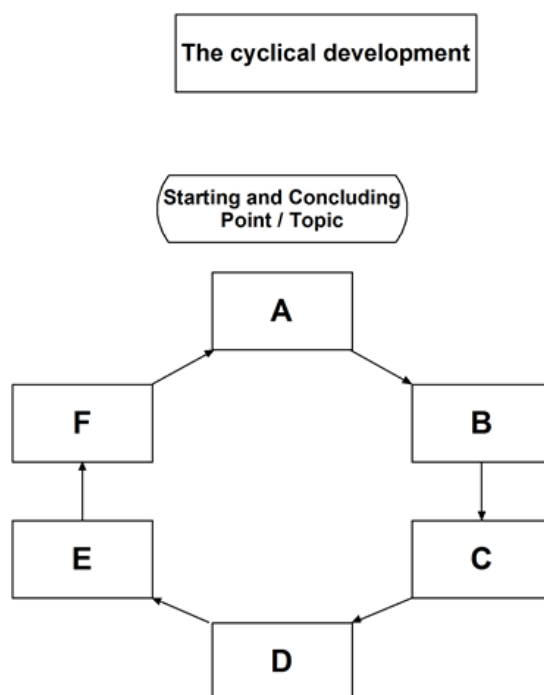 The cyclical development
Starting and Concluding
Point / Topic
A
F
B
E
C
D